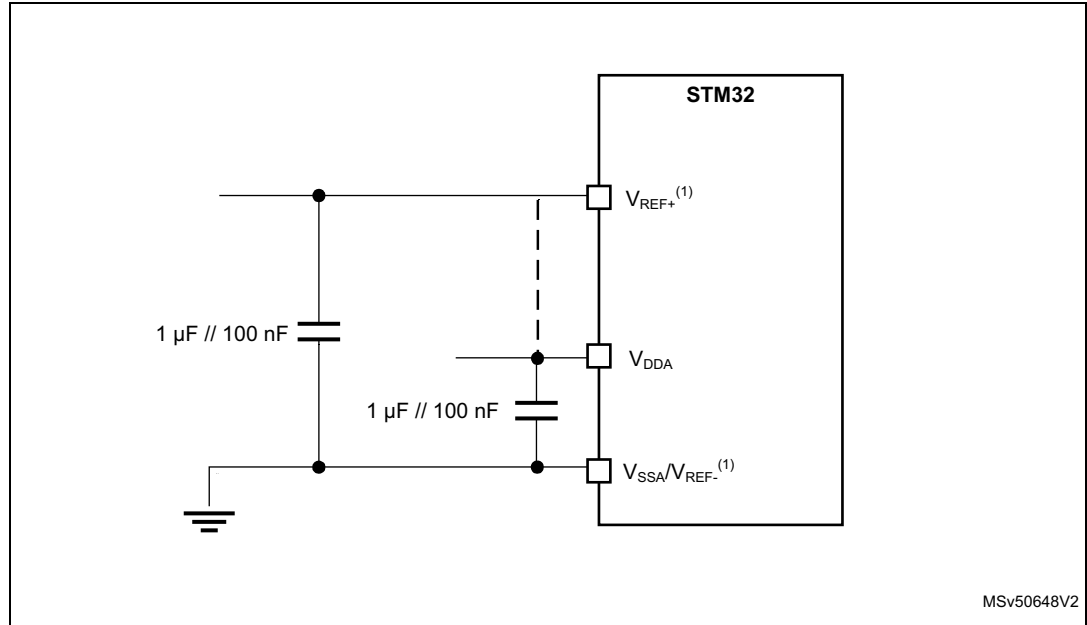 STM32
VREF+(1)
1 µF // 100 nF
VDDA
1 µF // 100 nF
VSSA/VREF-(1)
MSv50648V2